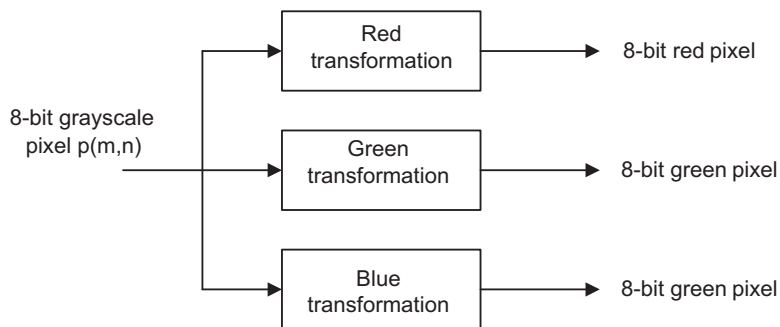 Red
transformation
8-bit red pixel
8-bit grayscale
pixel p(m,n)
Green
transformation
8-bit green pixel
Blue
transformation
8-bit green pixel